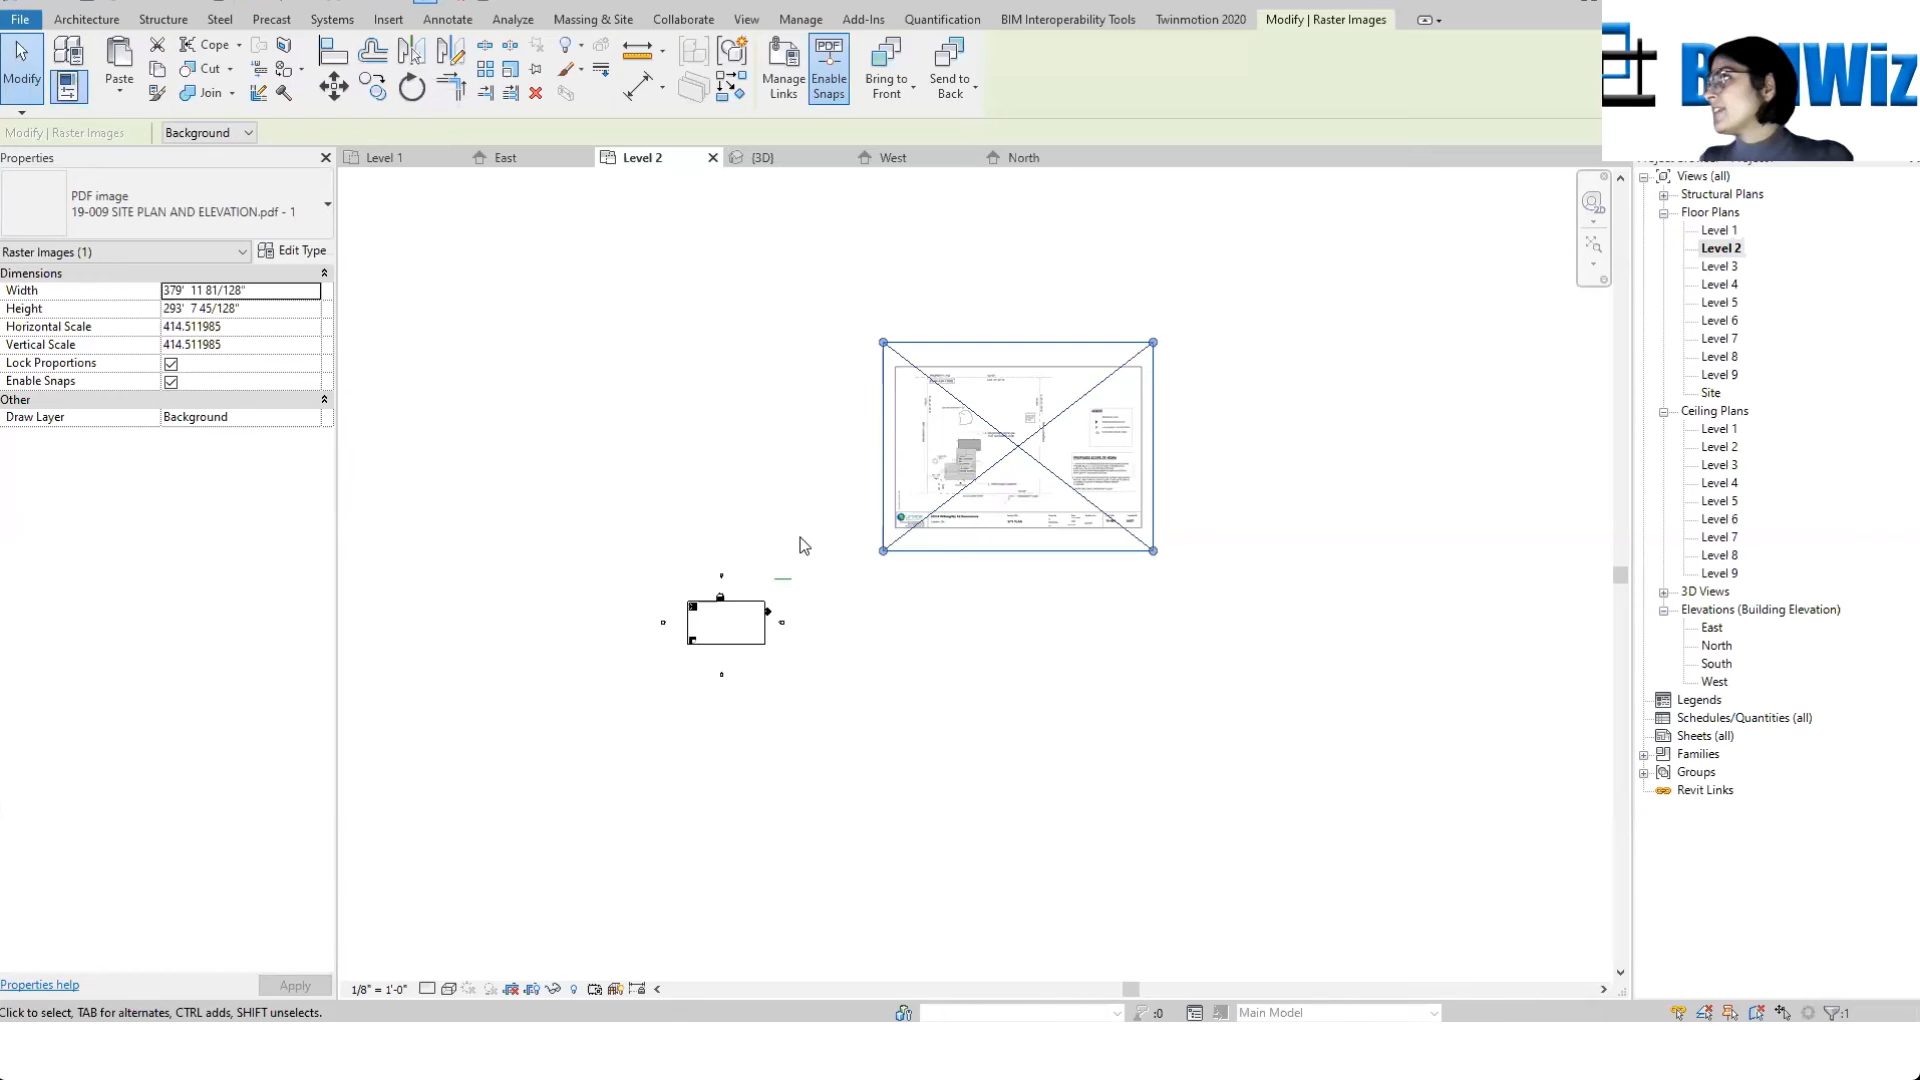 File Architecture Structure Steel Precast Systems Insert Annotate Analyze Massing & Site Collaborate View Manage Add-Ins Quantification BIM Interoperability Tools Twinmotion 2020 Modify | Raster Images
Modify Paste Cope Cut Join Manage Links PDF Enable Snaps Bring to Front Send to Back
Wiz
Modify | Raster Images Background
Properties
Level 1 East Level 2 {3D} West North
PDF image
19-009 SITE PLAN AND ELEVATION.pdf - 1
Raster Images (1) Edit Type
Dimensions
Width 379' 11 81/128"
Height 293' 7 45/128"
Horizontal Scale 414.511985
Vertical Scale 414.511985
Lock Proportions
Enable Snaps
Other
Draw Layer Background
2D
Views (all)
Structural Plans
Floor Plans
Level 1
Level 2
Level 3
Level 4
Level 5
Level 6
Level 7
Level 8
Level 9
Site
Ceiling Plans
Level 1
Level 2
Level 3
Level 4
Level 5
Level 6
Level 7
Level 8
Level 9
3D Views
Elevations (Building Elevation)
East
North
South
West
Legends
Schedules/Quantities (all)
Sheets (all)
Families
Groups
Revit Links
Properties help Apply
1/8" = 1'-0"
Click to select, TAB for alternates, CTRL adds, SHIFT unselects. :0 Main Model :1